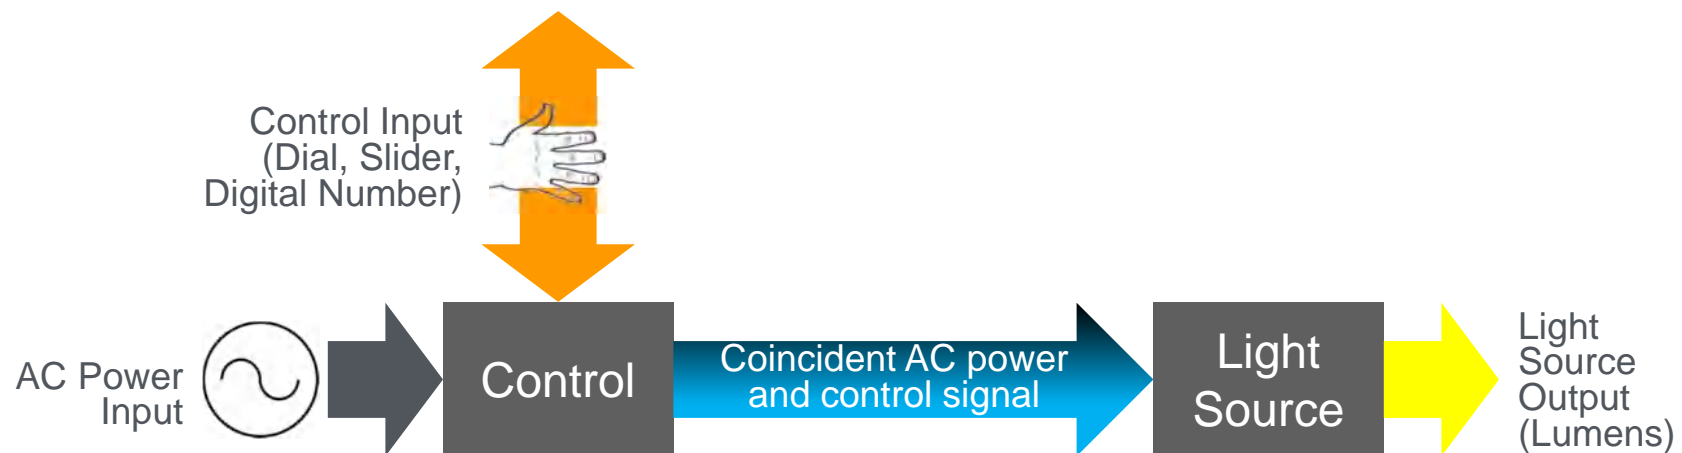 Control Input
(Dial, Slider,
Digital Number)
AC Power
Input
Control
Coincident AC power
and control signal
Light
Source
Light
Source
Output
(Lumens)